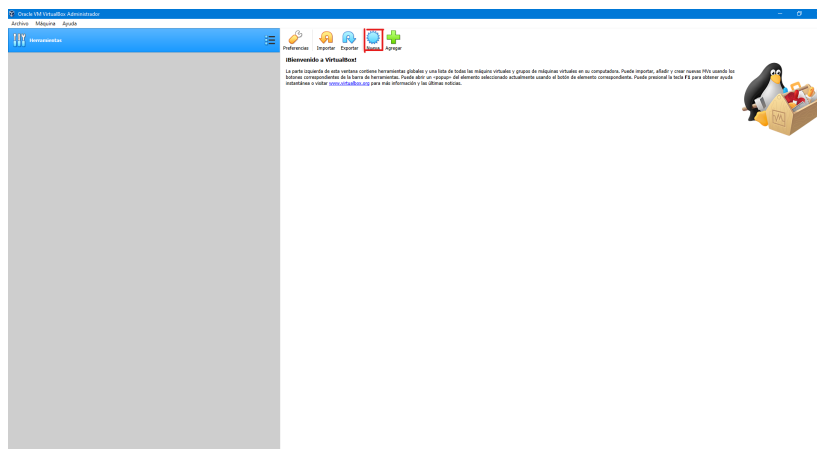 Oracle VM VirtualBox Administrador
Archivo Máquina Ayuda
Herramientas
Preferencias Importar Exportar Nueva Agregar
¡Bienvenido a VirtualBox!
La parte izquierda de esta ventana contiene herramientas globales y una lista de todas las máquinas virtuales y grupos de máquinas virtuales en su computadora. Puede importar, añadir y crear nuevas MVs usando los
botones correspondientes de la barra de herramientas. Puede abrir un «popup» del elemento seleccionado actualmente usando el botón de elemento correspondiente. Puede presional la tecla F1 para obtener ayuda
instantánea o visitar www.virtualbox.org para más información y las últimas noticias.